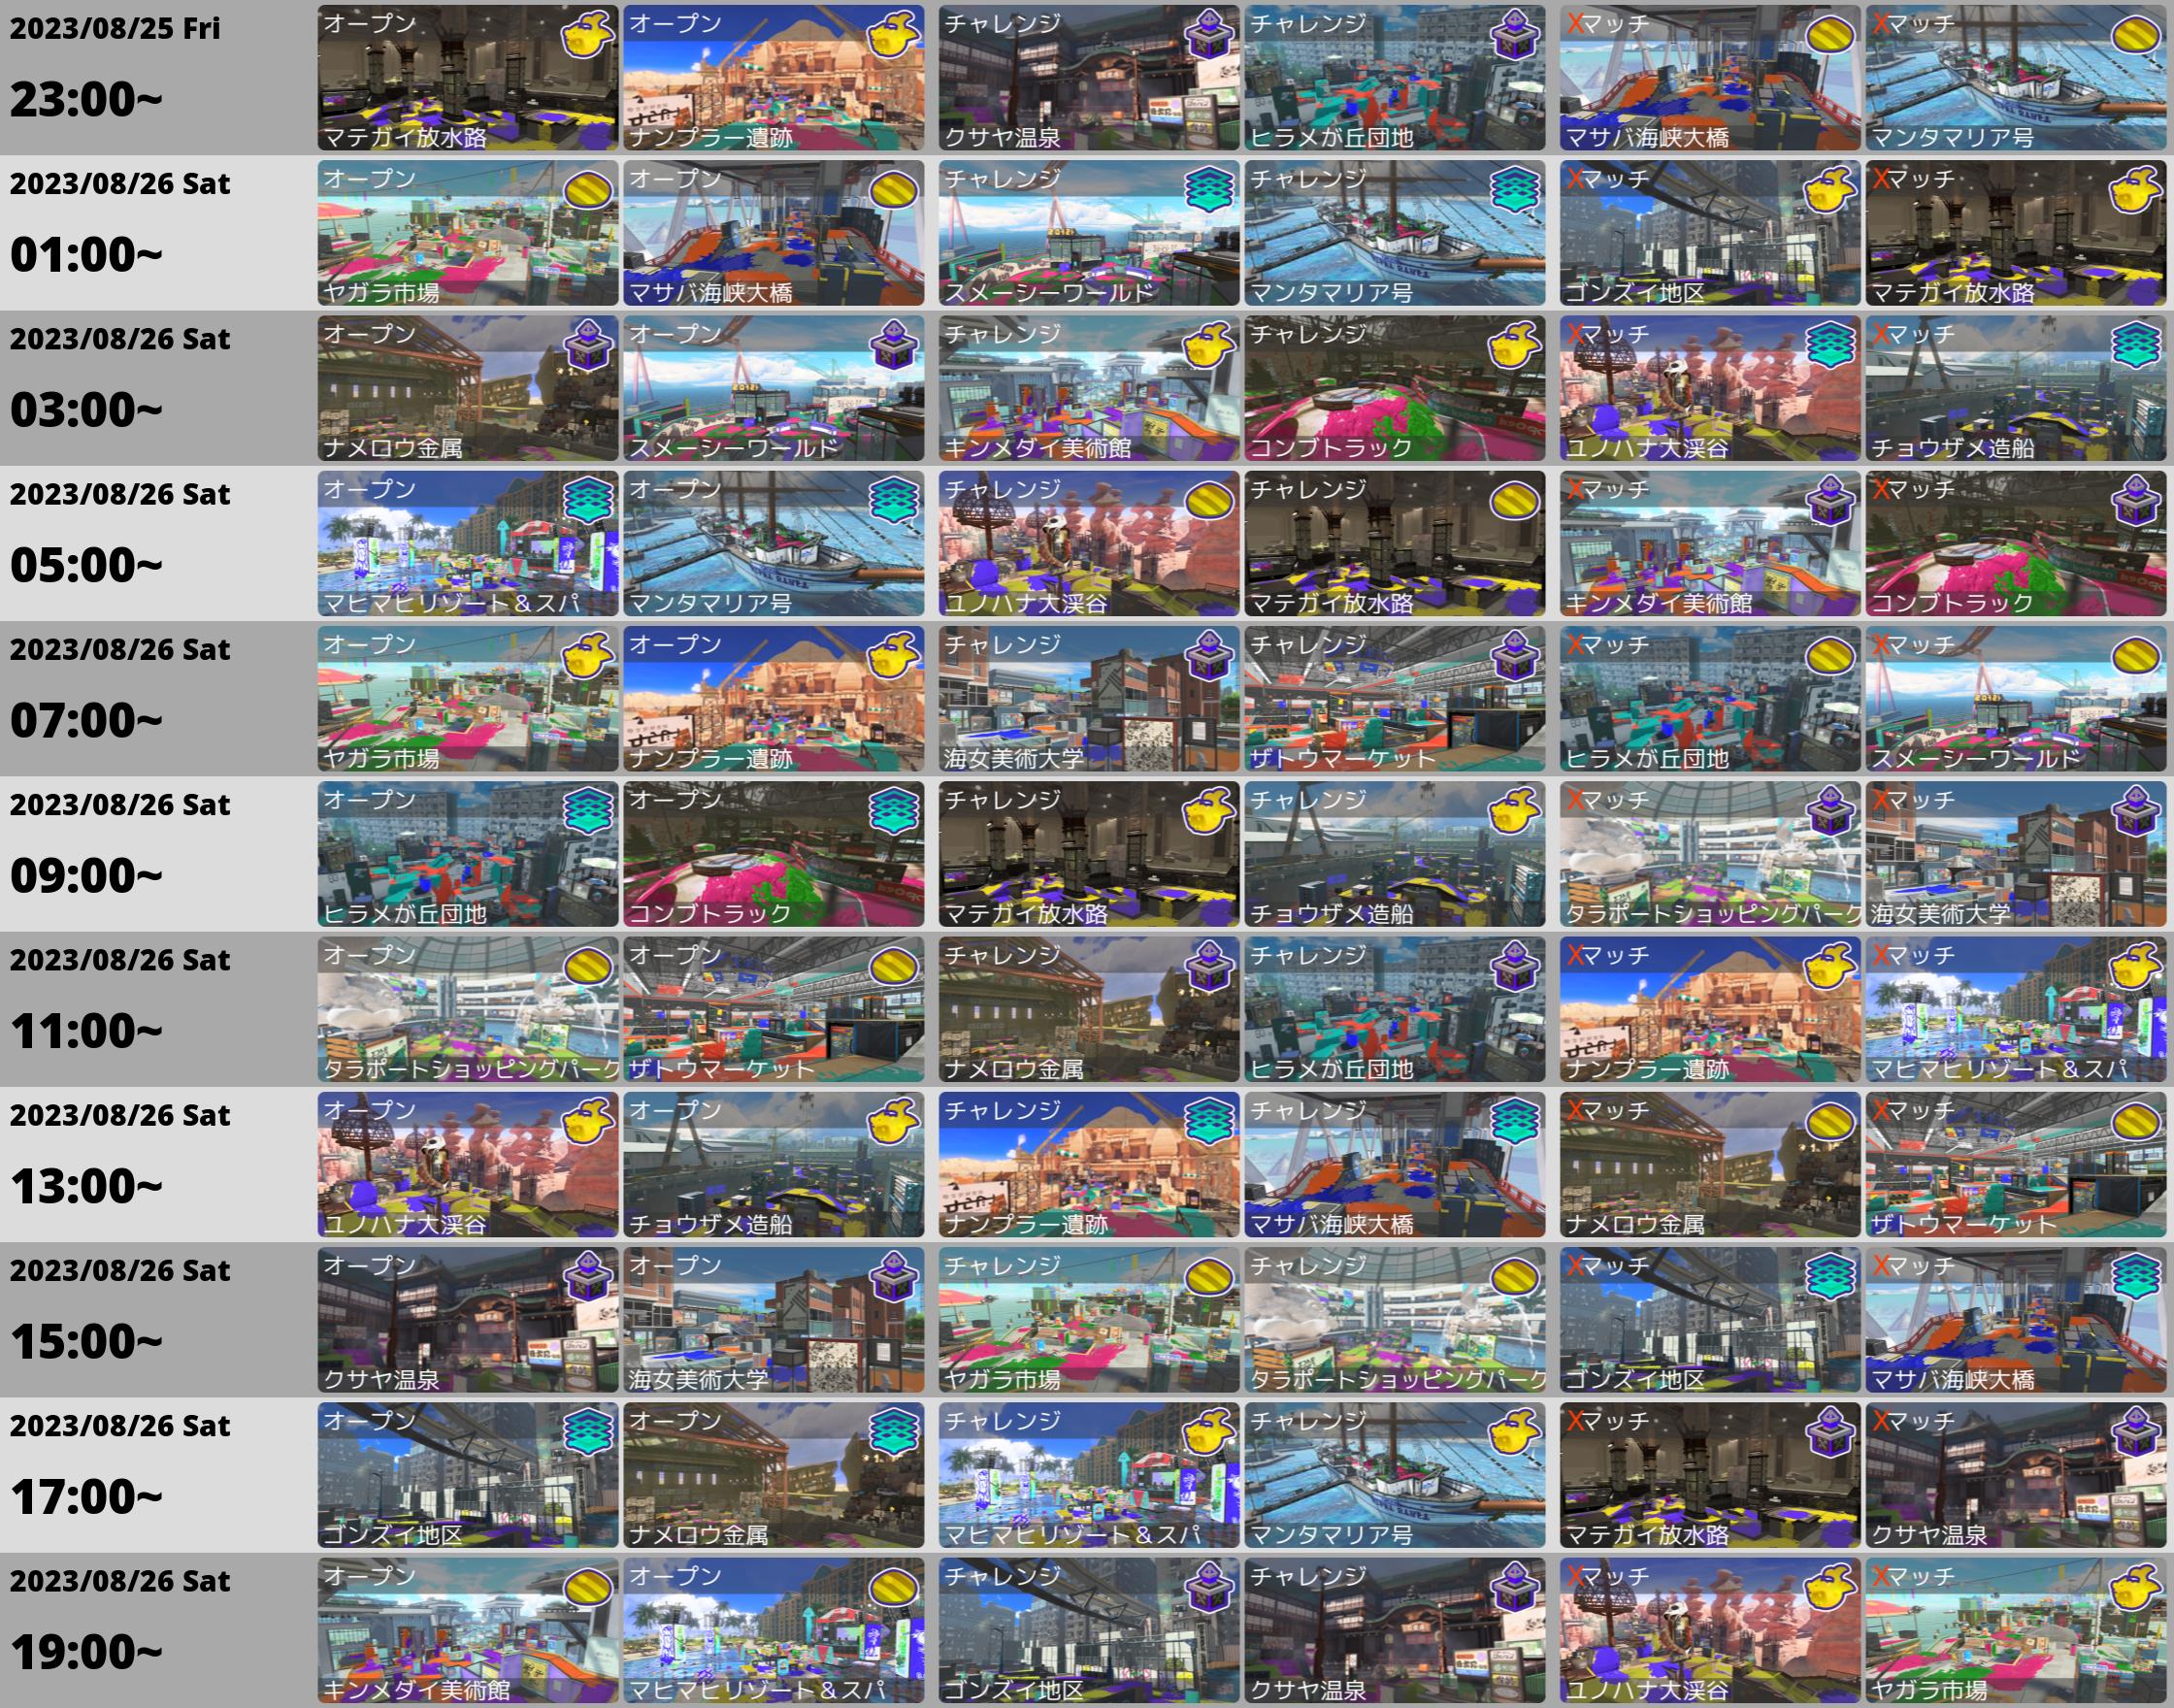 2023/08/25 Fri
23:00~
オープン オープン チャレンジ チャレンジ Xマッチ Xマッチ
マテガイ放水路 ナンプラー遺跡 クサヤ温泉 ヒラメが丘団地 マサバ海峡大橋 マンタマリア号
2023/08/26 Sat
01:00~
オープン オープン チャレンジ チャレンジ Xマッチ Xマッチ
ヤガラ市場 マサバ海峡大橋 スメーシーワールド マンタマリア号 ゴンズイ地区 マテガイ放水路
2023/08/26 Sat
03:00~
オープン オープン チャレンジ チャレンジ Xマッチ Xマッチ
ナメロウ金属 スメーシーワールド キンメダイ美術館 コンブトラック ユノハナ大渓谷 チョウザメ造船
2023/08/26 Sat
05:00~
オープン オープン チャレンジ チャレンジ Xマッチ Xマッチ
マヒマヒリゾート＆スパ マンタマリア号 ユノハナ大渓谷 マテガイ放水路 キンメダイ美術館 コンブトラック
2023/08/26 Sat
07:00~
オープン オープン チャレンジ チャレンジ Xマッチ Xマッチ
ヤガラ市場 ナンプラー遺跡 海女美術大学 ザトウマーケット ヒラメが丘団地 スメーシーワールド
2023/08/26 Sat
09:00~
オープン オープン チャレンジ チャレンジ Xマッチ Xマッチ
ヒラメが丘団地 コンブトラック マテガイ放水路 チョウザメ造船 タラポートショッピングパーク 海女美術大学
2023/08/26 Sat
11:00~
オープン オープン チャレンジ チャレンジ Xマッチ Xマッチ
タラポートショッピングパーク ザトウマーケット ナメロウ金属 ヒラメが丘団地 ナンプラー遺跡 マヒマヒリゾート＆スパ
2023/08/26 Sat
13:00~
オープン オープン チャレンジ チャレンジ Xマッチ Xマッチ
ユノハナ大渓谷 チョウザメ造船 ナンプラー遺跡 マサバ海峡大橋 ナメロウ金属 ザトウマーケット
2023/08/26 Sat
15:00~
オープン オープン チャレンジ チャレンジ Xマッチ Xマッチ
クサヤ温泉 海女美術大学 ヤガラ市場 タラポートショッピングパーク ゴンズイ地区 マサバ海峡大橋
2023/08/26 Sat
17:00~
オープン オープン チャレンジ チャレンジ Xマッチ Xマッチ
ゴンズイ地区 ナメロウ金属 マヒマヒリゾート＆スパ マンタマリア号 マテガイ放水路 クサヤ温泉
2023/08/26 Sat
19:00~
オープン オープン チャレンジ チャレンジ Xマッチ Xマッチ
キンメダイ美術館 マヒマヒリゾート＆スパ ゴンズイ地区 クサヤ温泉 ユノハナ大渓谷 ヤガラ市場